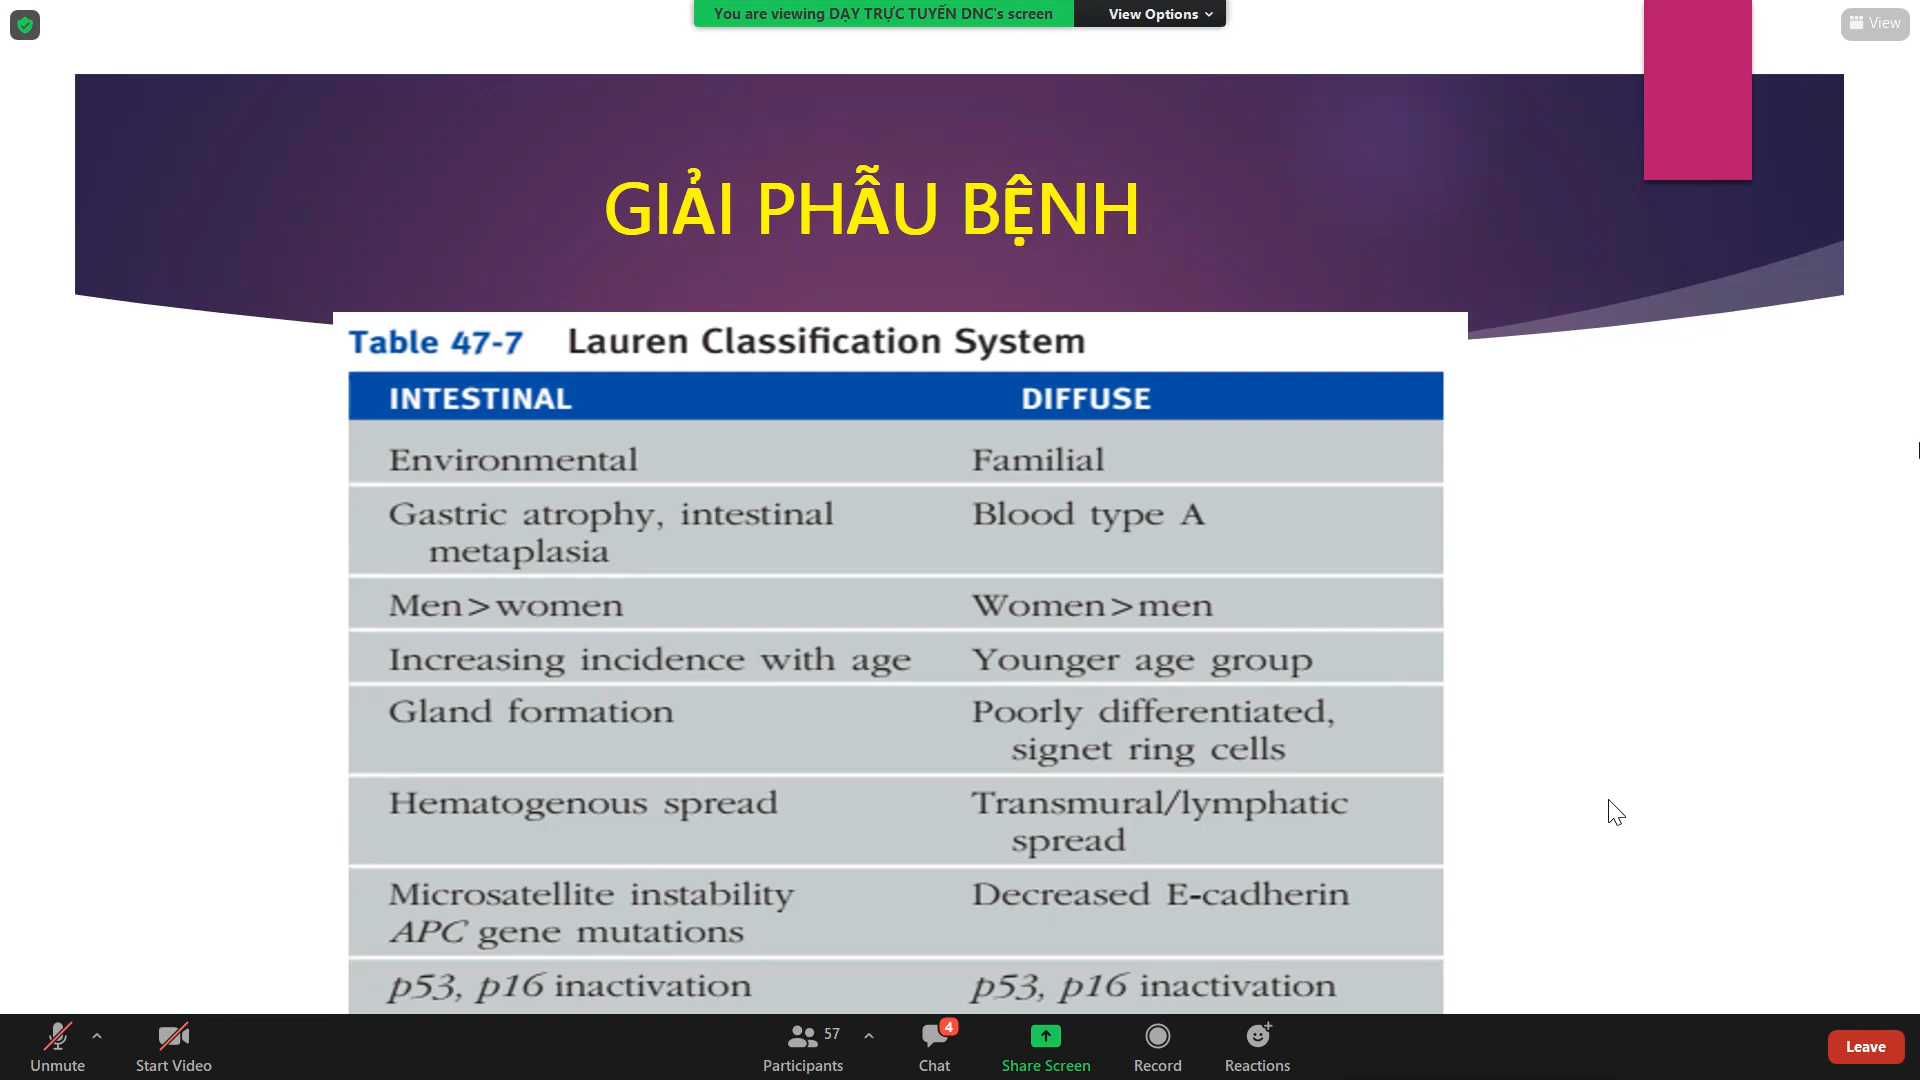 You are viewing DẠY TRỰC TUYẾN DNC's screen
View Options
View
GIẢI PHẪU BỆNH
Table 47-7 Lauren Classification System
INTESTINAL DIFFUSE
Environmental Familial
Gastric atrophy, intestinal Blood type A
metaplasia
Men>women Women>men
Increasing incidence with age Younger age group
Gland formation Poorly differentiated,
signet ring cells
Hematogenous spread Transmural/lymphatic
spread
Microsatellite instability Decreased E-cadherin
APC gene mutations
p53, p16 inactivation p53, p16 inactivation
57
4
Unmute Start Video Participants Chat Share Screen Record Reactions
Leave